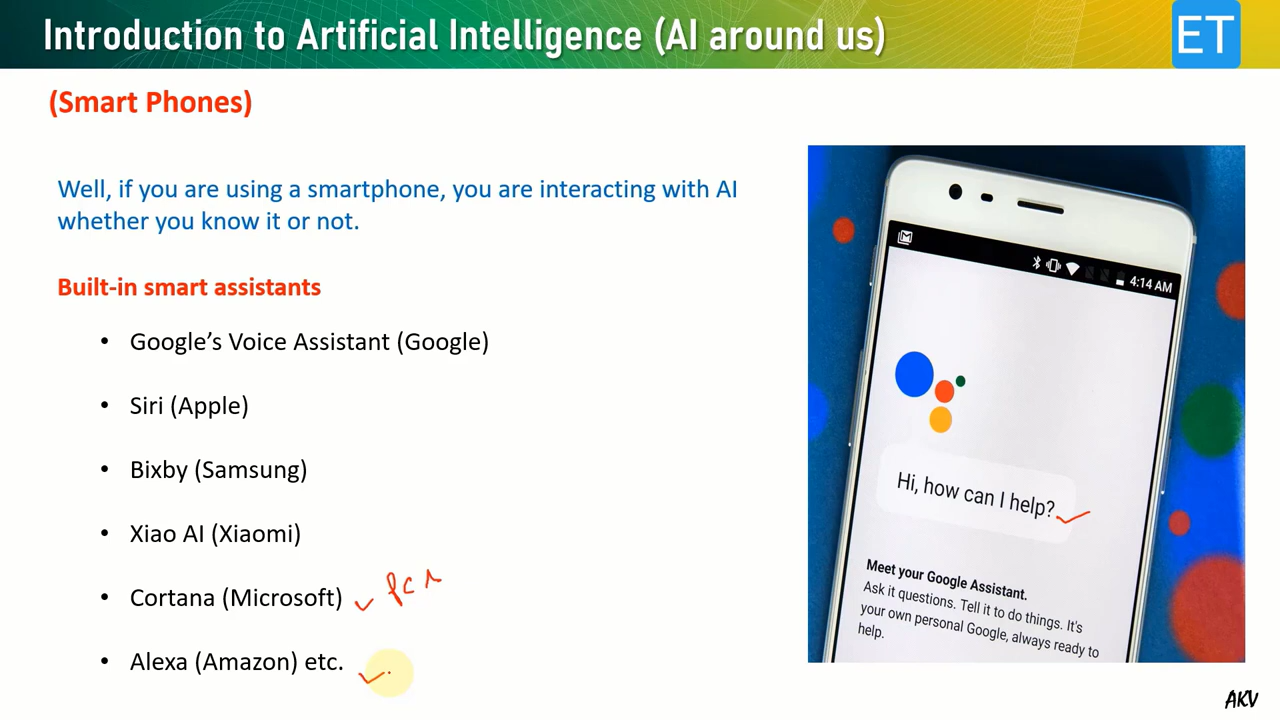 Introduction to Artificial Intelligence (AI around us)
ET
(Smart Phones)
Well, if you are using a smartphone, you are interacting with AI
whether you know it or not.
Built-in smart assistants
• Google’s Voice Assistant (Google)
• Siri (Apple)
• Bixby (Samsung)
• Xiao AI (Xiaomi)
• Cortana (Microsoft)
• Alexa (Amazon) etc.
4:14 AM
Hi, how can I help?
Meet your Google Assistant.
Ask it questions. Tell it to do things. It's
your own personal Google, always ready to
help.
AKV